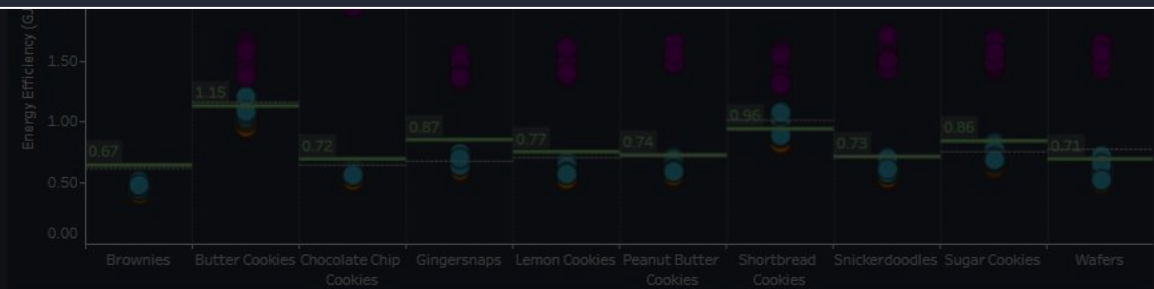 Energy Efficiency (G
1.50
1.00
0.50
0.00
0.67
1.15
0.72
0.87
0.77
0.74
0.96
0.73
0.86
0.71
Brownies
Butter Cookies
Chocolate Chip
Cookies
Gingersnaps
Lemon Cookies
Peanut Butter
Cookies
Shortbread
Cookies
Snickerdoodles
Sugar Cookies
Wafers